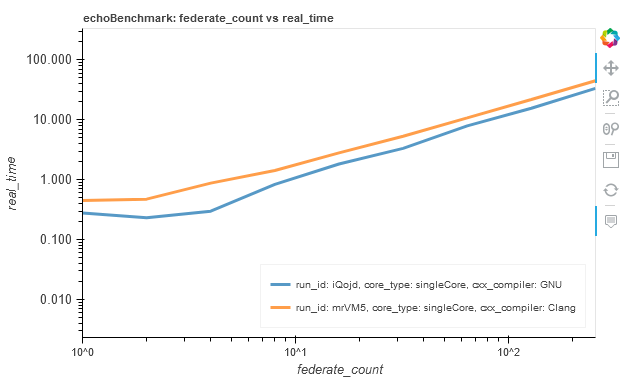 echoBenchmark: federate_count vs real_time
100.000
10.000
1.000
0.100
0.010
real_time
10^0
10^1
10^2
federate_count
run_id: iQojd, core_type: singleCore, cxx_compiler: GNU
run_id: mrVM5, core_type: singleCore, cxx_compiler: Clang